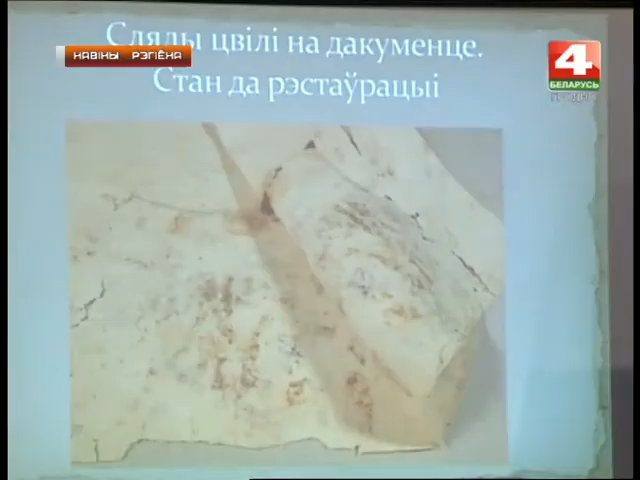 Сляды цвілі на дакуменце.
НАВІНЫ РЭГІЁНА
Стан да рэстаўрацыі
4
БЕЛАРУСЬ